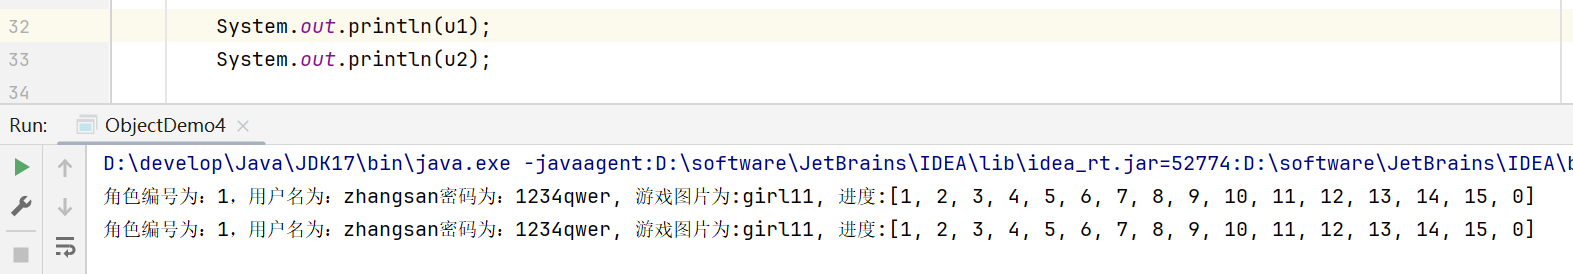 32 System.out.println(u1);
33 System.out.println(u2);
34
Run: ObjectDemo4 ×
D:\develop\Java\JDK17\bin\java.exe -javaagent:D:\software\JetBrains\IDEA\lib\idea_rt.jar=52774:D:\software\JetBrains\IDEA\b
角色编号为：1，用户名为：zhangsan密码为：1234qwer, 游戏图片为:girl11, 进度:[1, 2, 3, 4, 5, 6, 7, 8, 9, 10, 11, 12, 13, 14, 15, 0]
角色编号为：1，用户名为：zhangsan密码为：1234qwer, 游戏图片为:girl11, 进度:[1, 2, 3, 4, 5, 6, 7, 8, 9, 10, 11, 12, 13, 14, 15, 0]